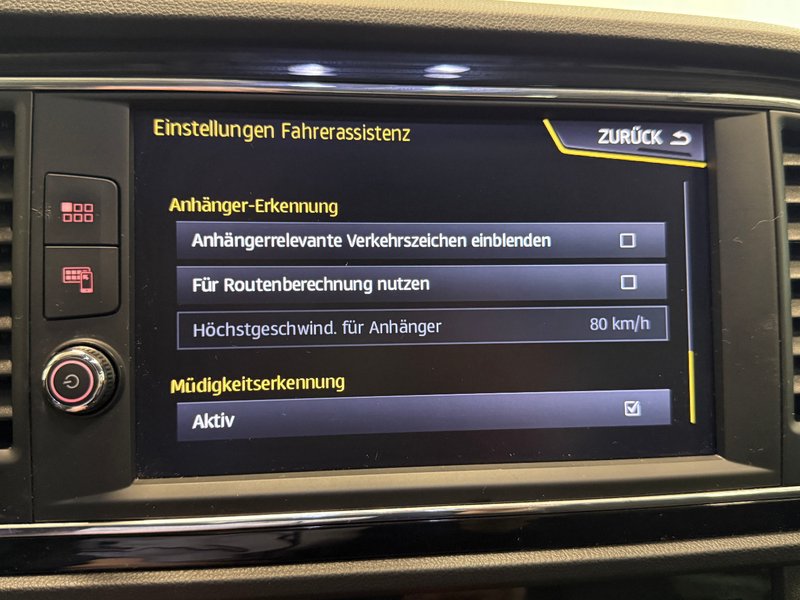 Einstellungen Fahrerassistenz
ZURÜCK
Anhänger-Erkennung
Anhängerrelevante Verkehrszeichen einblenden
Für Routenberechnung nutzen
Höchstgeschwind. für Anhänger 80 km/h
Müdigkeitserkennung
Aktiv